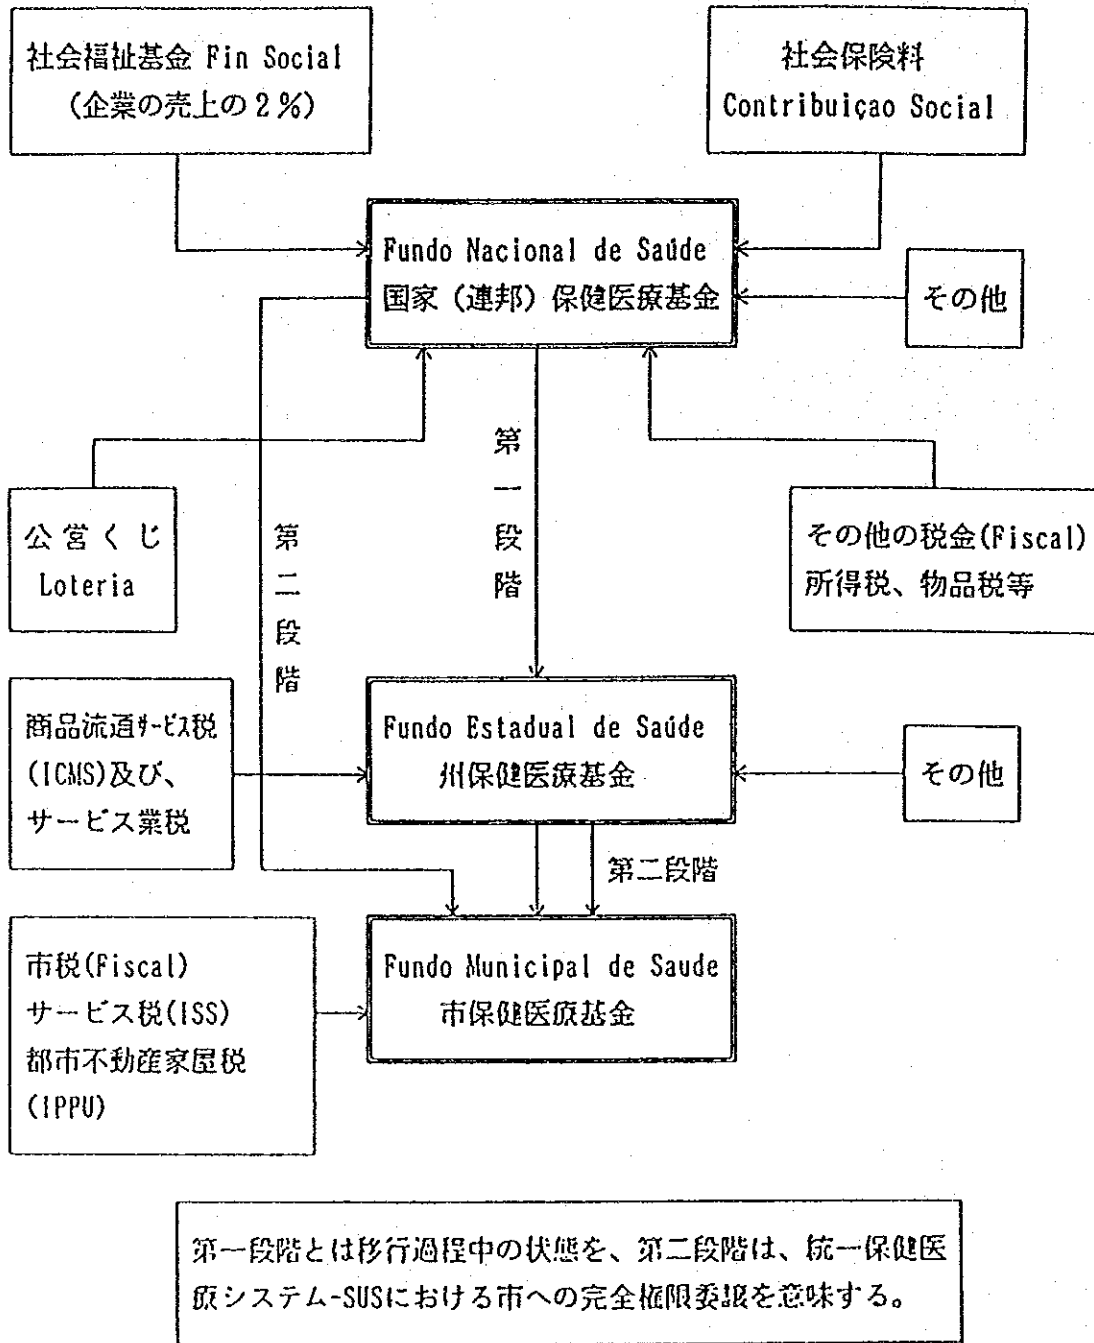 社会福祉基金 Fin Social
（企業の売上の2％）
社会保険料
Contribuiçao Social
Fundo Nacional de Saúde
国家（連邦）保健医療基金
その他
第一段階
公営くじ
Loteria
第二段階
その他の税金(Fiscal)
所得税、物品税等
商品流通サービス税
(ICMS)及び、
サービス業税
Fundo Estadual de Saúde
州保健医療基金
その他
第二段階
市税(Fiscal)
サービス税(ISS)
都市不動産家屋税
(IPPU)
Fundo Municipal de Saude
市保健医療基金
第一段階とは移行過程中の状態を、第二段階は、統一保健医
療システム-SUSにおける市への完全権限委譲を意味する。